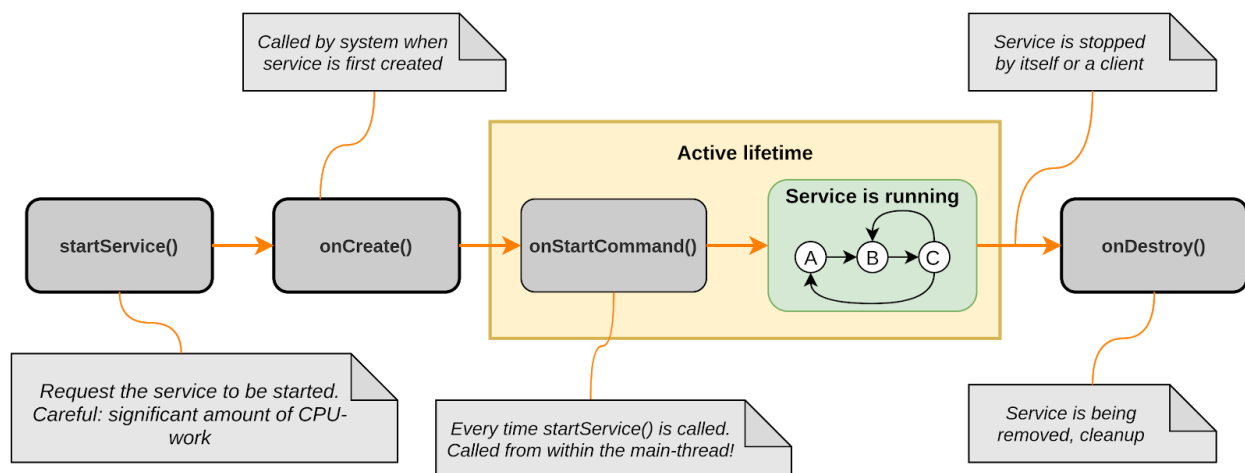 Called by system when
service is first created
Service is stopped
by itself or a client
Active lifetime
startService()
onCreate()
onStartCommand()
Service is running
A
B
C
onDestroy()
Request the service to be started.
Careful: significant amount of CPU-
work
Every time startService() is called.
Called from within the main-thread!
Service is being
removed, cleanup